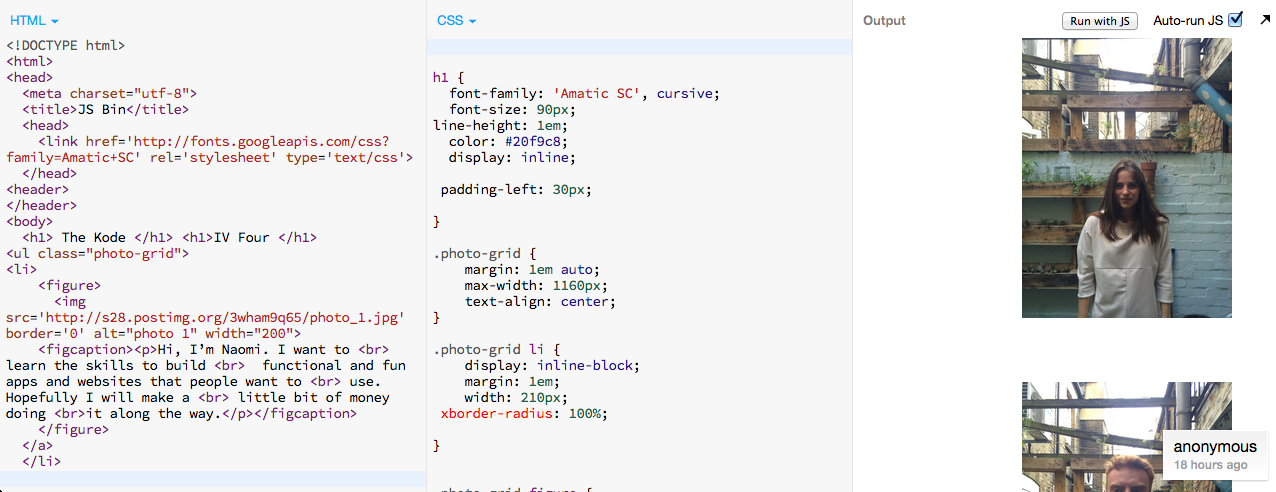 HTML
<!DOCTYPE html>
<html>
<head>
<meta charset="utf-8">
<title>JS Bin</title>
<head>
<link href='http://fonts.googleapis.com/css?
family=Amatic+SC' rel='stylesheet' type='text/css'>
</head>
<header>
</header>
<body>
<h1> The Kode </h1> <h1>IV Four </h1>
<ul class="photo-grid">
<li>
<figure>
<img
src='http://s28.postimg.org/3wham9q65/photo_1.jpg'
border='0' alt="photo 1" width="200">
<figcaption><p>Hi, I’m Naomi. I want to <br>
learn the skills to build <br>  functional and fun
apps and websites that people want to <br> use.
Hopefully I will make a <br> little bit of money
doing <br>it along the way.</p></figcaption>
</figure>
</a>
</li>
CSS
h1 {
font-family: 'Amatic SC', cursive;
font-size: 90px;
line-height: 1em;
color: #20f9c8;
display: inline;
padding-left: 30px;
}
.photo-grid {
margin: 1em auto;
max-width: 1160px;
text-align: center;
}
.photo-grid li {
display: inline-block;
margin: 1em;
width: 210px;
xborder-radius: 100%;
}
.photo-grid figure {
Output
Run with JS
Auto-run JS
anonymous
18 hours ago